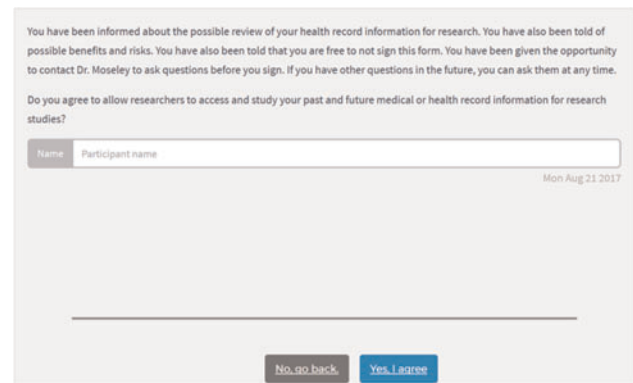 You have been informed about the possible review of your health record information for research. You have also been told of
possible benefits and risks. You have also been told that you are free to not sign this form. You have been given the opportunity
to contact Dr. Moseley to ask questions before you sign. If you have other questions in the future, you can ask them at any time.
Do you agree to allow researchers to access and study your past and future medical or health record information for research
studies?
Name Participant name
Mon Aug 21 2017
No, go back. Yes, I agree